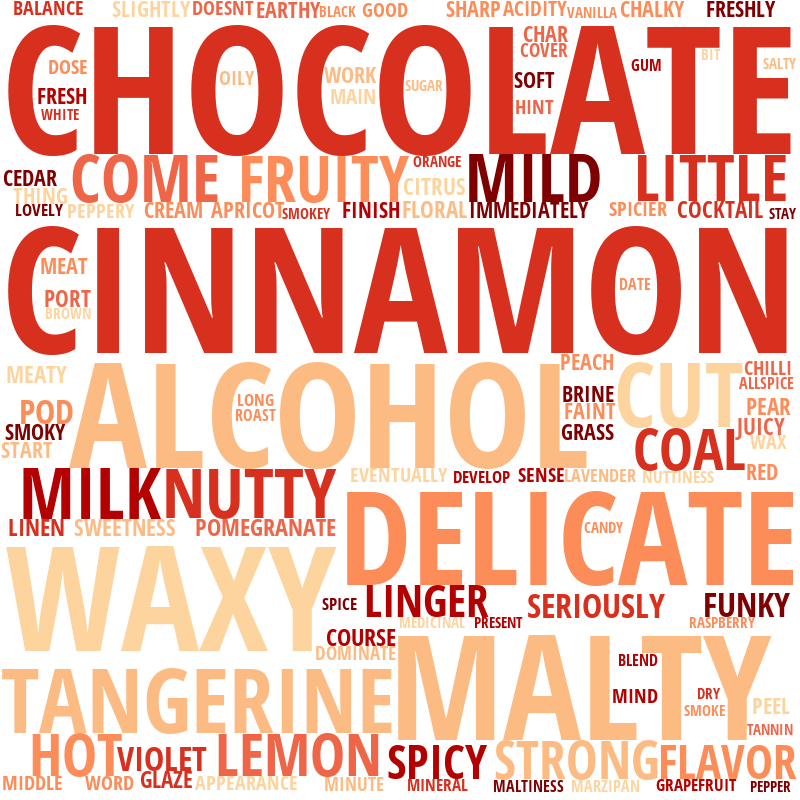 BALANCE SLIGHTLY DOESNT EARTHY BLACK GOOD SHARP ACIDITY VANILLA CHALKY FRESHLY
CHOCOLATE
DOSE OILY WORK SUGAR CHAR COVER GUM BIT SALTY
FRESH MAIN SOFT
WHITE HINT
CEDAR COME FRUITY ORANGE MILD LITTLE
THING CITRUS
LOVELY PEPPERY CREAM APRICOT SMOKEY FINISH FLORAL IMMEDIATELY SPICIER COCKTAIL STAY
CINNAMON
MEAT DATE
PORT
BROWN
MEATY ALCOHOL PEACH CUT CHILLI
POD LONG BRINE ALLSPICE
ROAST FAINT PEAR
SMOKY GRASS COAL JUICY
START WAX
MILK NUTTY EVENTUALLY DEVELOP SENSE LAVENDER NUTTINESS RED
LINEN SWEETNESS POMEGRANATE DELICATE
CANDY
WAXY
SPICE LINGER SERIOUSLY FUNKY
MEDICINAL PRESENT RASPBERRY
COURSE MALTY
DOMINATE BLEND
TANGERINE MIND DRY PEEL
SMOKE
TANNIN
HOT VIOLET LEMON SPICY STRONG FLAVOR
MIDDLE WORD GLAZE APPEARANCE MINUTE MINERAL MALTINESS MARZIPAN GRAPEFRUIT PEPPER